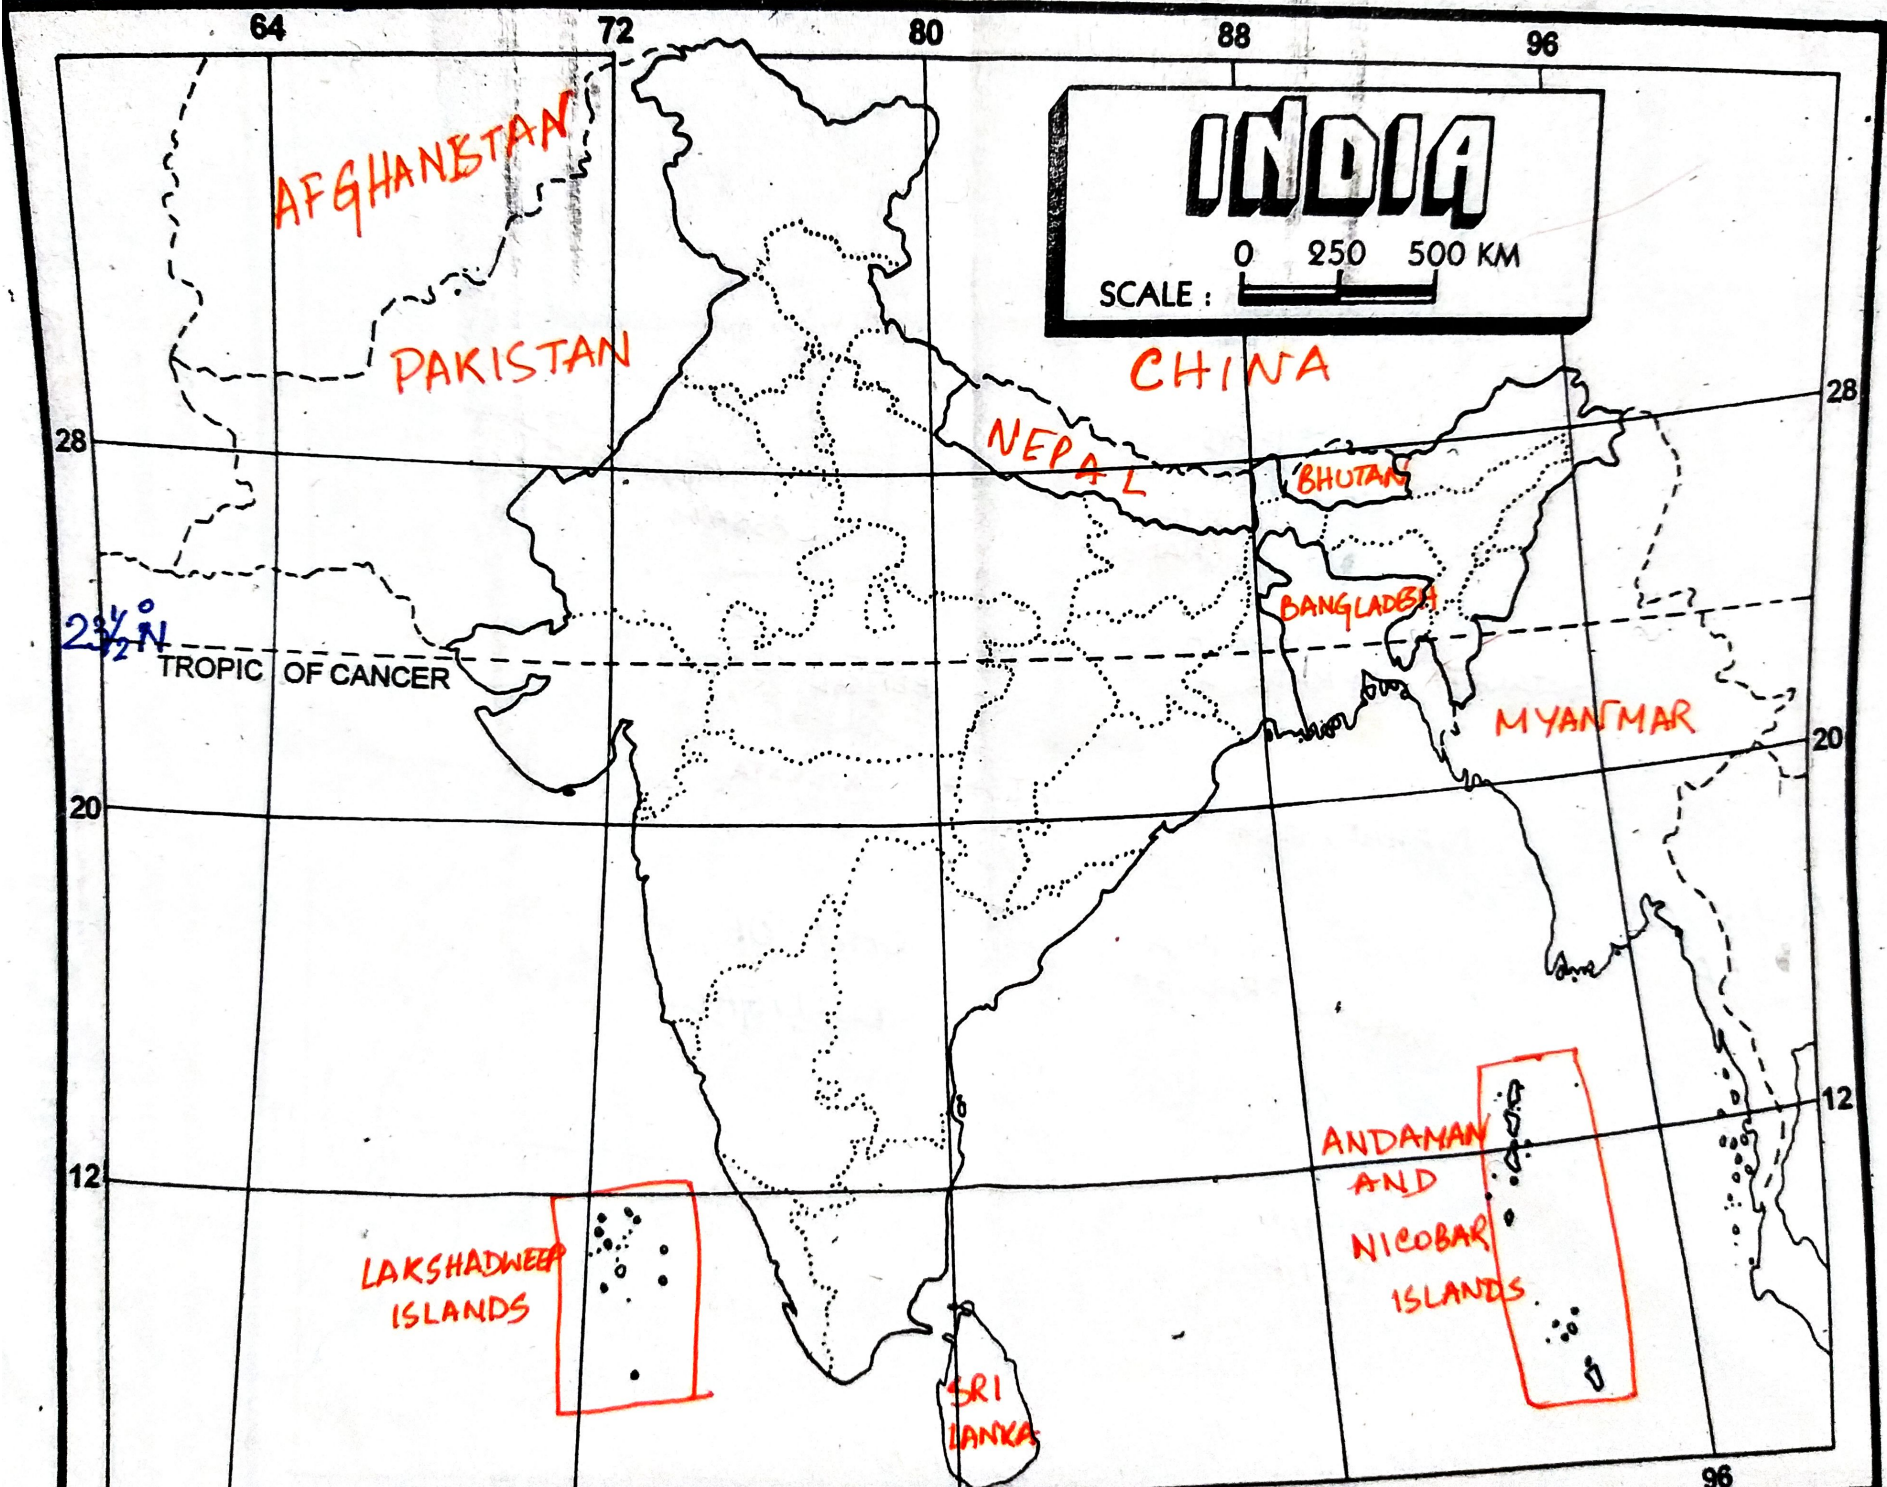 64 72 80 88 96
INDIA
0 250 500 KM
SCALE :
AFGHANISTAN
PAKISTAN
CHINA
28
28
NEPAL
BHUTAN
BANGLADESH
23½°N
TROPIC OF CANCER
MYANMAR
20
20
12
12
ANDAMAN
AND
NICOBAR
ISLANDS
LAKSHADWEEP
ISLANDS
SRI
LANKA
96